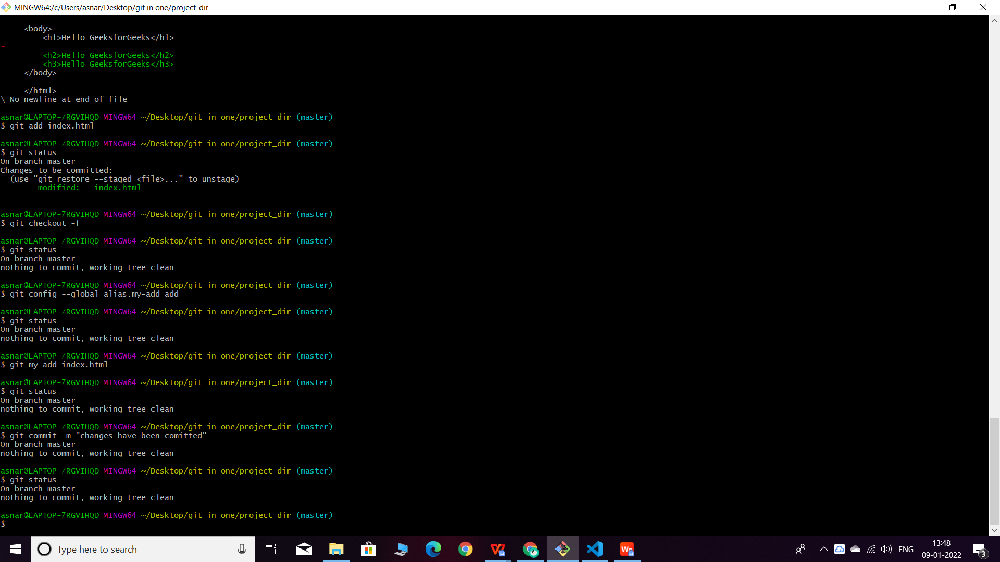 MINGW64:/c/Users/asnar/Desktop/git in one/project_dir
<body>
<h1>Hello GeeksforGeeks</h1>
-
+ <h2>Hello GeeksforGeeks</h2>
+ <h3>Hello GeeksforGeeks</h3>
</body>
</html>
\ No newline at end of file
asnar@LAPTOP-7RGVIHQD MINGW64 ~/Desktop/git in one/project_dir (master)
$ git add index.html
asnar@LAPTOP-7RGVIHQD MINGW64 ~/Desktop/git in one/project_dir (master)
$ git status
On branch master
Changes to be committed:
(use "git restore --staged <file>..." to unstage)
modified: index.html
asnar@LAPTOP-7RGVIHQD MINGW64 ~/Desktop/git in one/project_dir (master)
$ git checkout -f
asnar@LAPTOP-7RGVIHQD MINGW64 ~/Desktop/git in one/project_dir (master)
$ git status
On branch master
nothing to commit, working tree clean
asnar@LAPTOP-7RGVIHQD MINGW64 ~/Desktop/git in one/project_dir (master)
$ git config --global alias.my-add add
asnar@LAPTOP-7RGVIHQD MINGW64 ~/Desktop/git in one/project_dir (master)
$ git status
On branch master
nothing to commit, working tree clean
asnar@LAPTOP-7RGVIHQD MINGW64 ~/Desktop/git in one/project_dir (master)
$ git my-add index.html
asnar@LAPTOP-7RGVIHQD MINGW64 ~/Desktop/git in one/project_dir (master)
$ git status
On branch master
nothing to commit, working tree clean
asnar@LAPTOP-7RGVIHQD MINGW64 ~/Desktop/git in one/project_dir (master)
$ git commit -m "changes have been comitted"
On branch master
nothing to commit, working tree clean
asnar@LAPTOP-7RGVIHQD MINGW64 ~/Desktop/git in one/project_dir (master)
$ git status
On branch master
nothing to commit, working tree clean
asnar@LAPTOP-7RGVIHQD MINGW64 ~/Desktop/git in one/project_dir (master)
$
Type here to search
ENG
13:48
09-01-2022
3